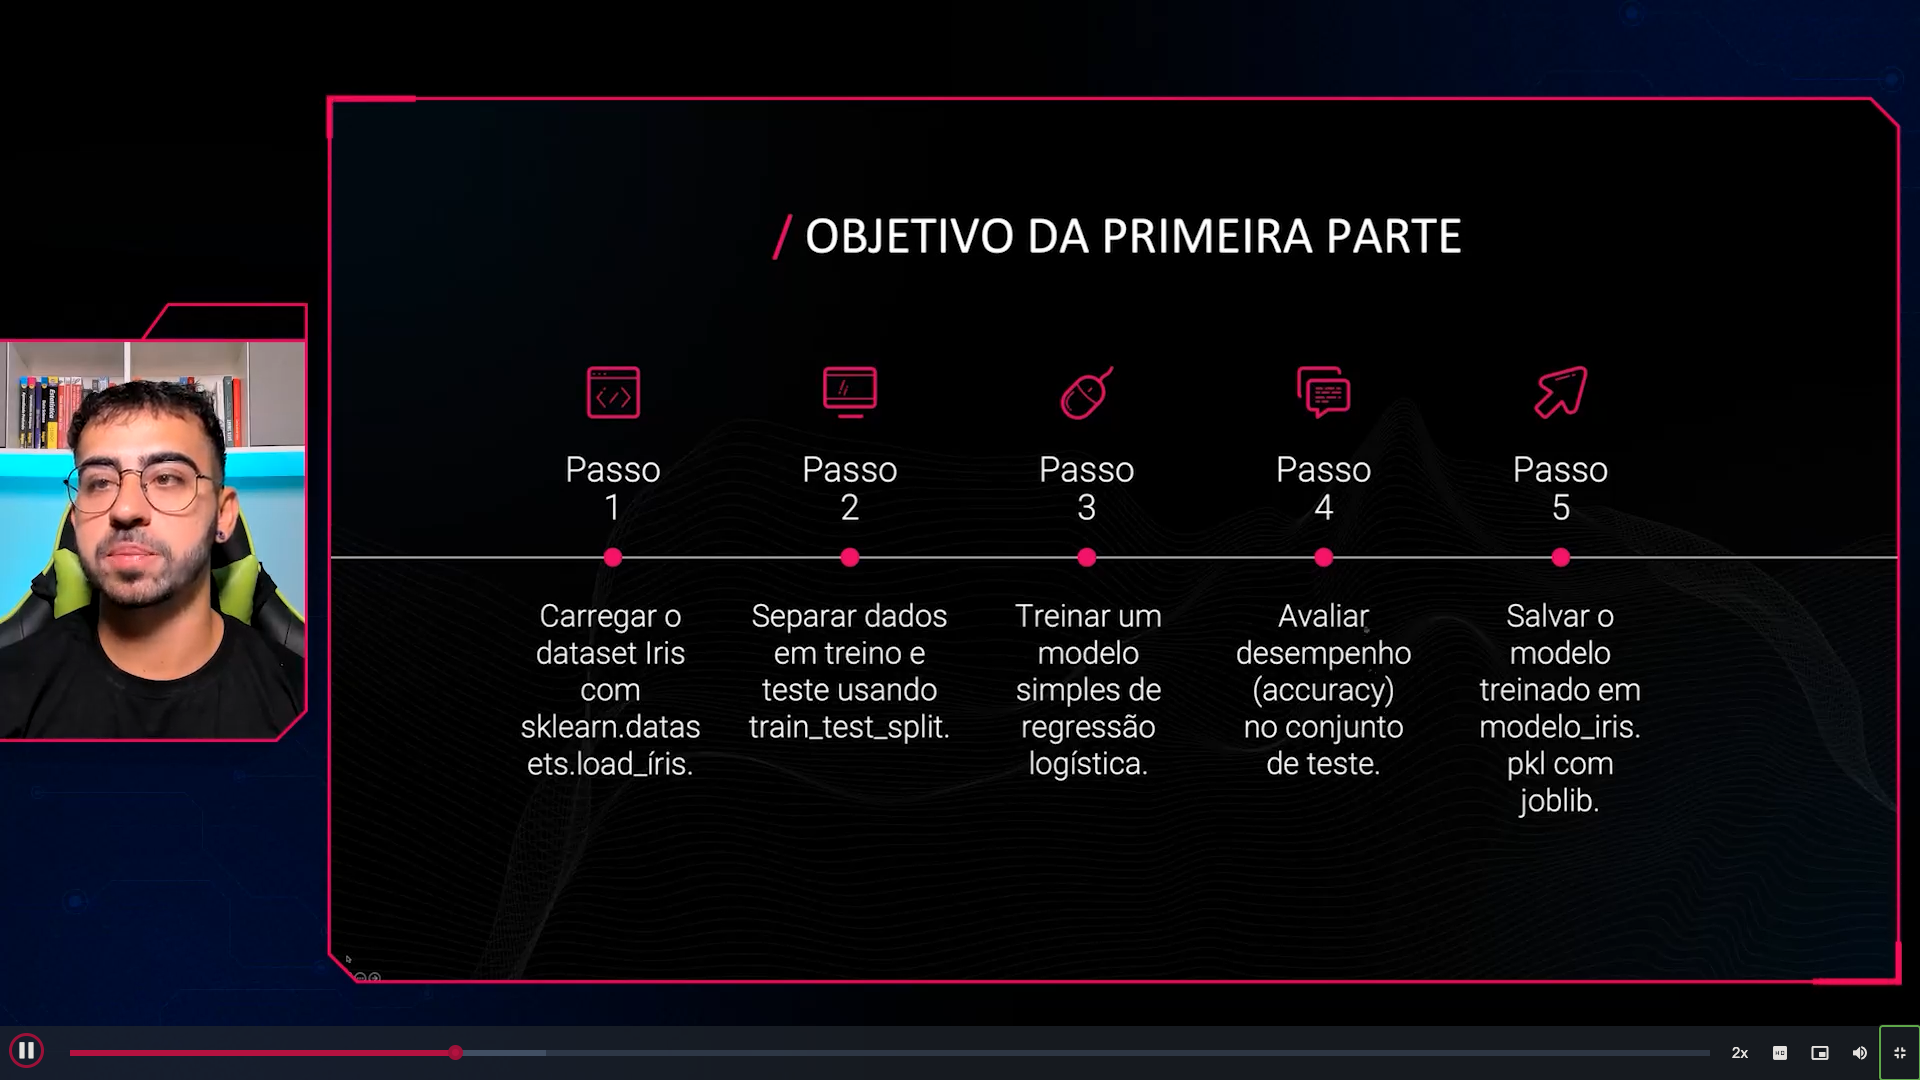 / OBJETIVO DA PRIMEIRA PARTE
Passo
1
Passo
2
Passo
3
Passo
4
Passo
5
Carregar o
dataset Iris
com
sklearn.datas
ets.load_íris.
Separar dados
em treino e
teste usando
train_test_split.
Treinar um
modelo
simples de
regressão
logística.
Avaliar
desempenho
(accuracy)
no conjunto
de teste.
Salvar o
modelo
treinado em
modelo_iris.
pkl com
joblib.
2x